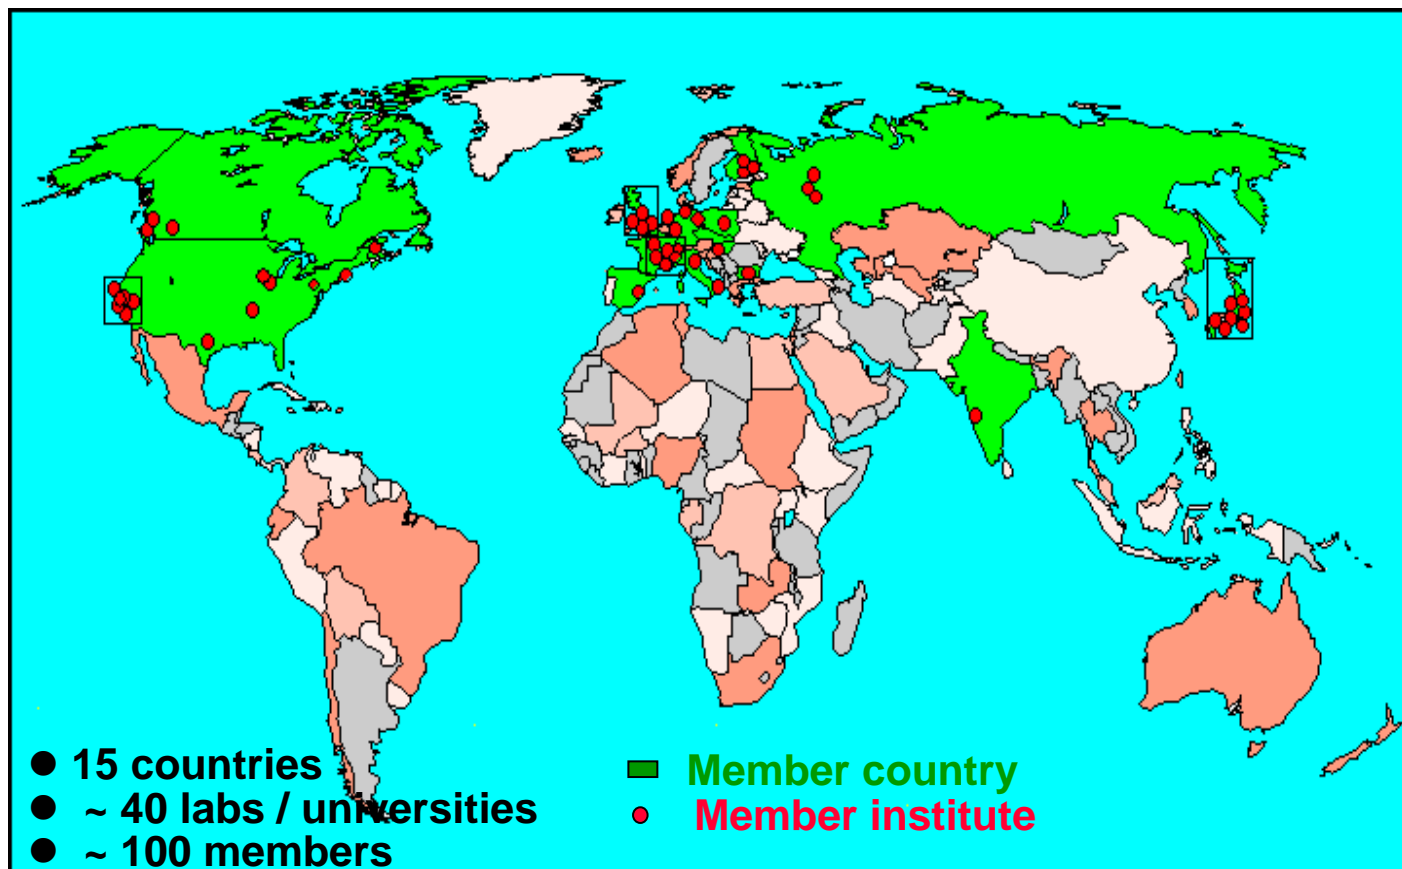 ● 15 countries
● ~ 40 labs / universities
● ~ 100 members
Member country
Member institute